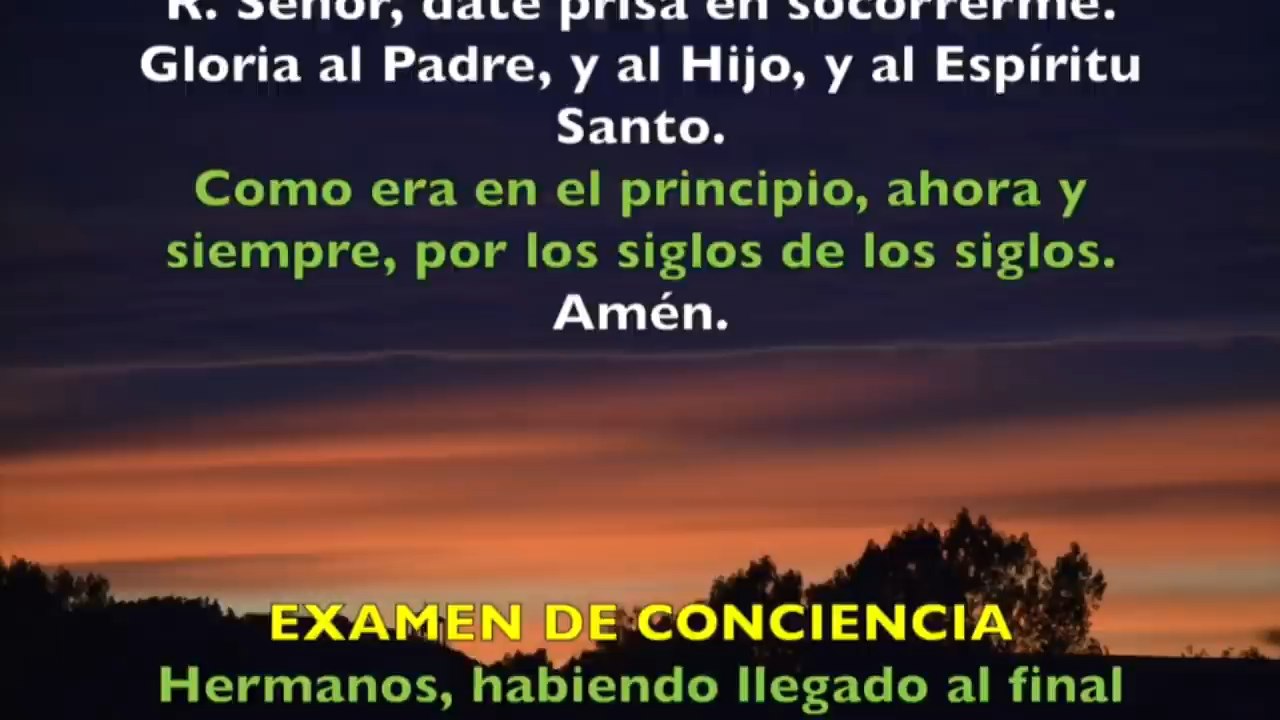 R. Señor, date prisa en socorrerme.
Gloria al Padre, y al Hijo, y al Espíritu
Santo.
Como era en el principio, ahora y
siempre, por los siglos de los siglos.
Amén.
EXAMEN DE CONCIENCIA
Hermanos, habiendo llegado al final